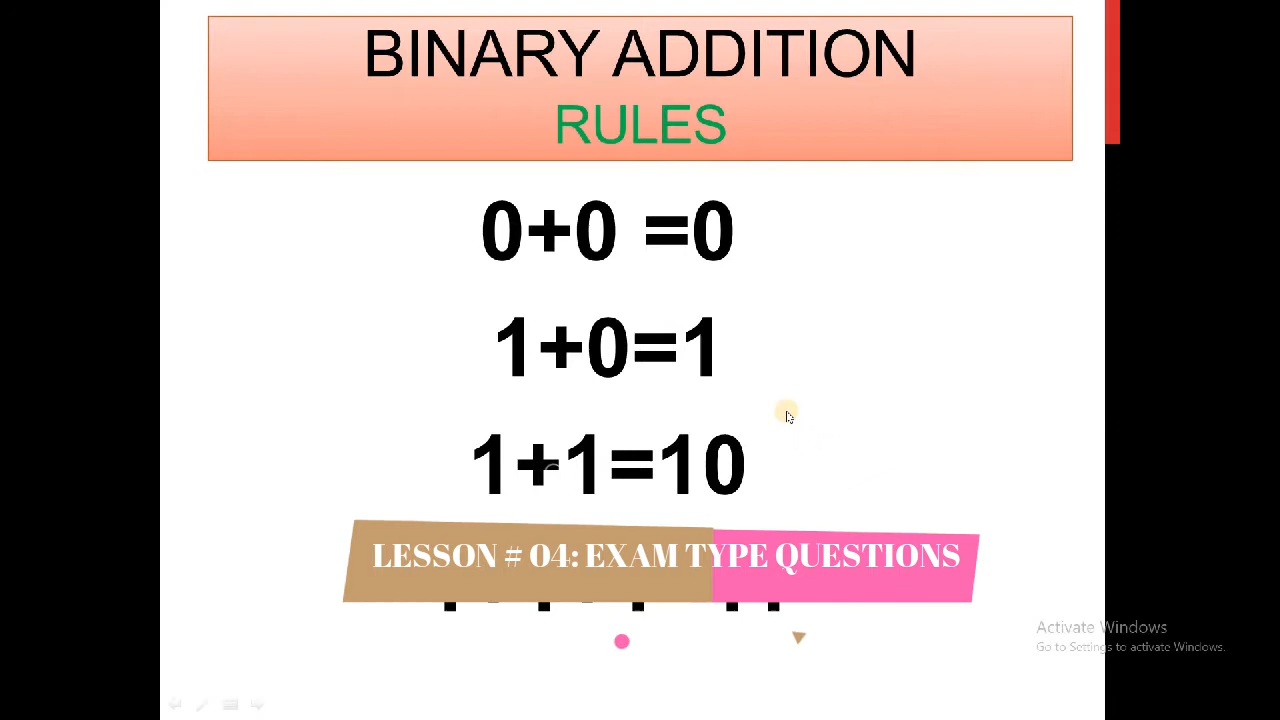 BINARY ADDITION
RULES
0+0 =0
1+0=1
1+1=10
LESSON # 04: EXAM TYPE QUESTIONS
Activate Windows
Go to Settings to activate Windows.